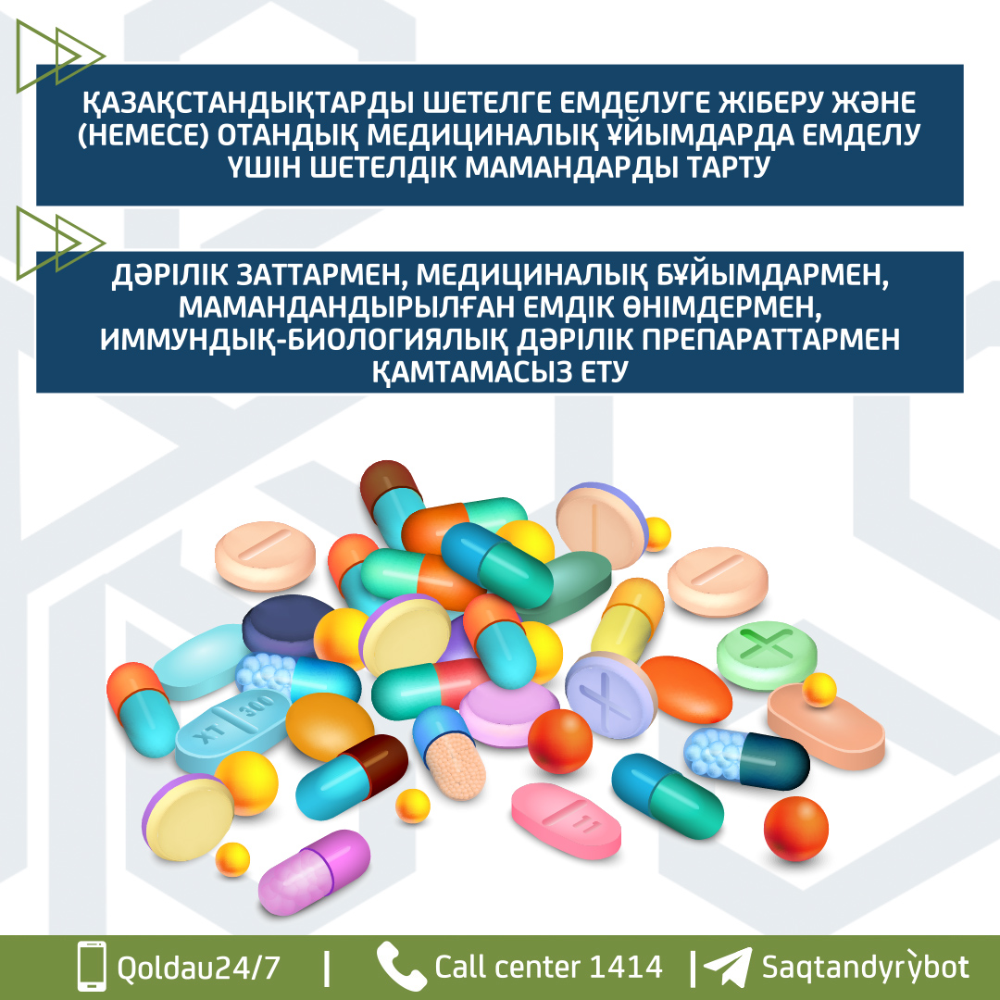 ҚАЗАҚСТАНДЫҚТАРДЫ ШЕТЕЛГЕ ЕМДЕЛУГЕ ЖІБЕРУ ЖӘНЕ
(НЕМЕСЕ) ОТАНДЫҚ МЕДИЦИНАЛЫҚ ҰЙЫМДАРДА ЕМДЕЛУ
ҮШІН ШЕТЕЛДІК МАМАНДАРДЫ ТАРТУ
ДӘРІЛІК ЗАТТАРМЕН, МЕДИЦИНАЛЫҚ БҰЙЫМДАРМЕН,
МАМАНДАНДЫРЫЛҒАН ЕМДІК ӨНІМДЕРМЕН,
ИММУНДЫҚ-БИОЛОГИЯЛЫҚ ДӘРІЛІК ПРЕПАРАТТАРМЕН
ҚАМТАМАСЫЗ ЕТУ
XT 300
11
Qoldau24/7 | Call center 1414 | Saqtandyrỳbot